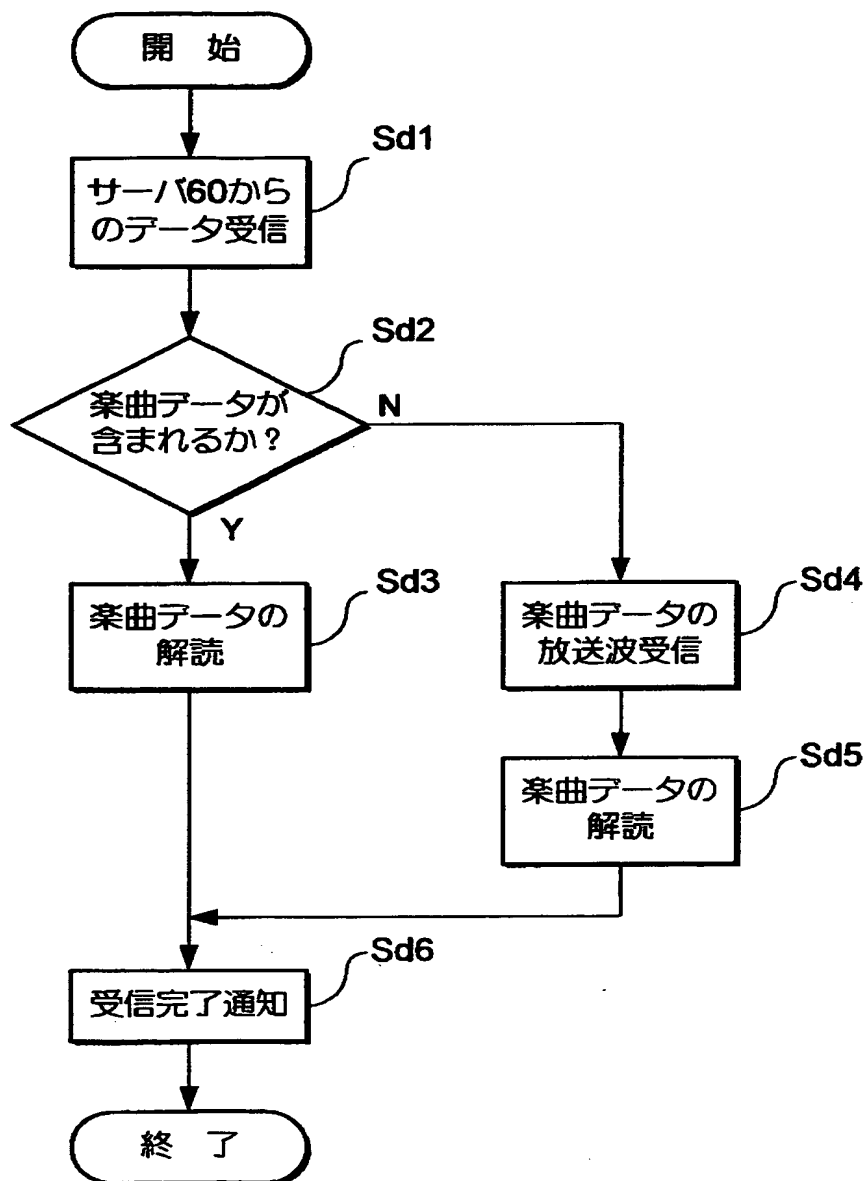 開 始
Sd1
サーバ60から
のデータ受信
Sd2
楽曲データが
含まれるか?
N
Y
Sd3
楽曲データの
解読
Sd4
楽曲データの
放送波受信
Sd5
楽曲データの
解読
Sd6
受信完了通知
終 了